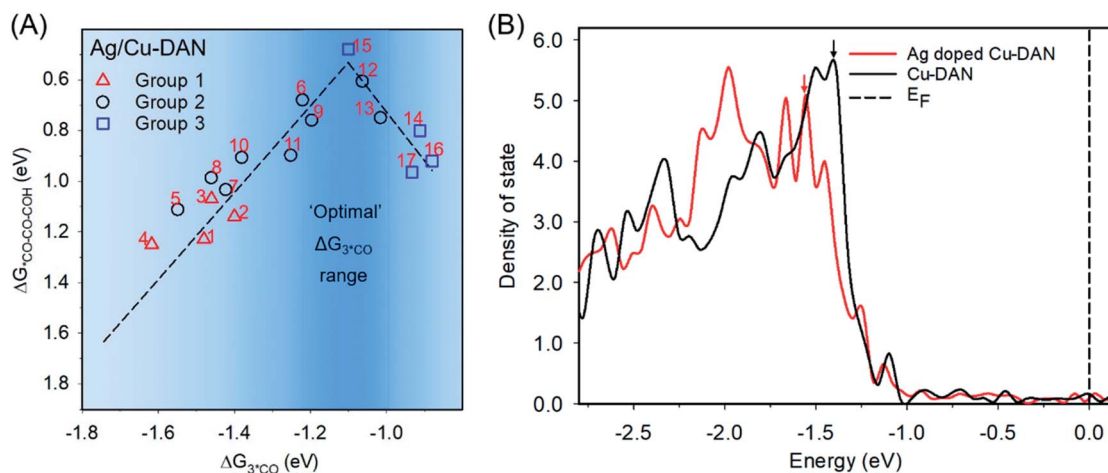 (A)
Ag/Cu-DAN
Group 1
Group 2
Group 3
15
12
6
13
9
14
10
11
16
8
17
7
3
5
2
4
1
'Optimal'
ΔG3*CO
range
0.6
0.8
1.0
1.2
1.4
1.6
1.8
ΔG*CO-CO-COH (eV)
-1.8
-1.6
-1.4
-1.2
-1.0
ΔG3*CO (eV)
(B)
Ag doped Cu-DAN
Cu-DAN
EF
6.0
5.0
4.0
3.0
2.0
1.0
0.0
Density of state
-2.5
-2.0
-1.5
-1.0
-0.5
0.0
Energy (eV)